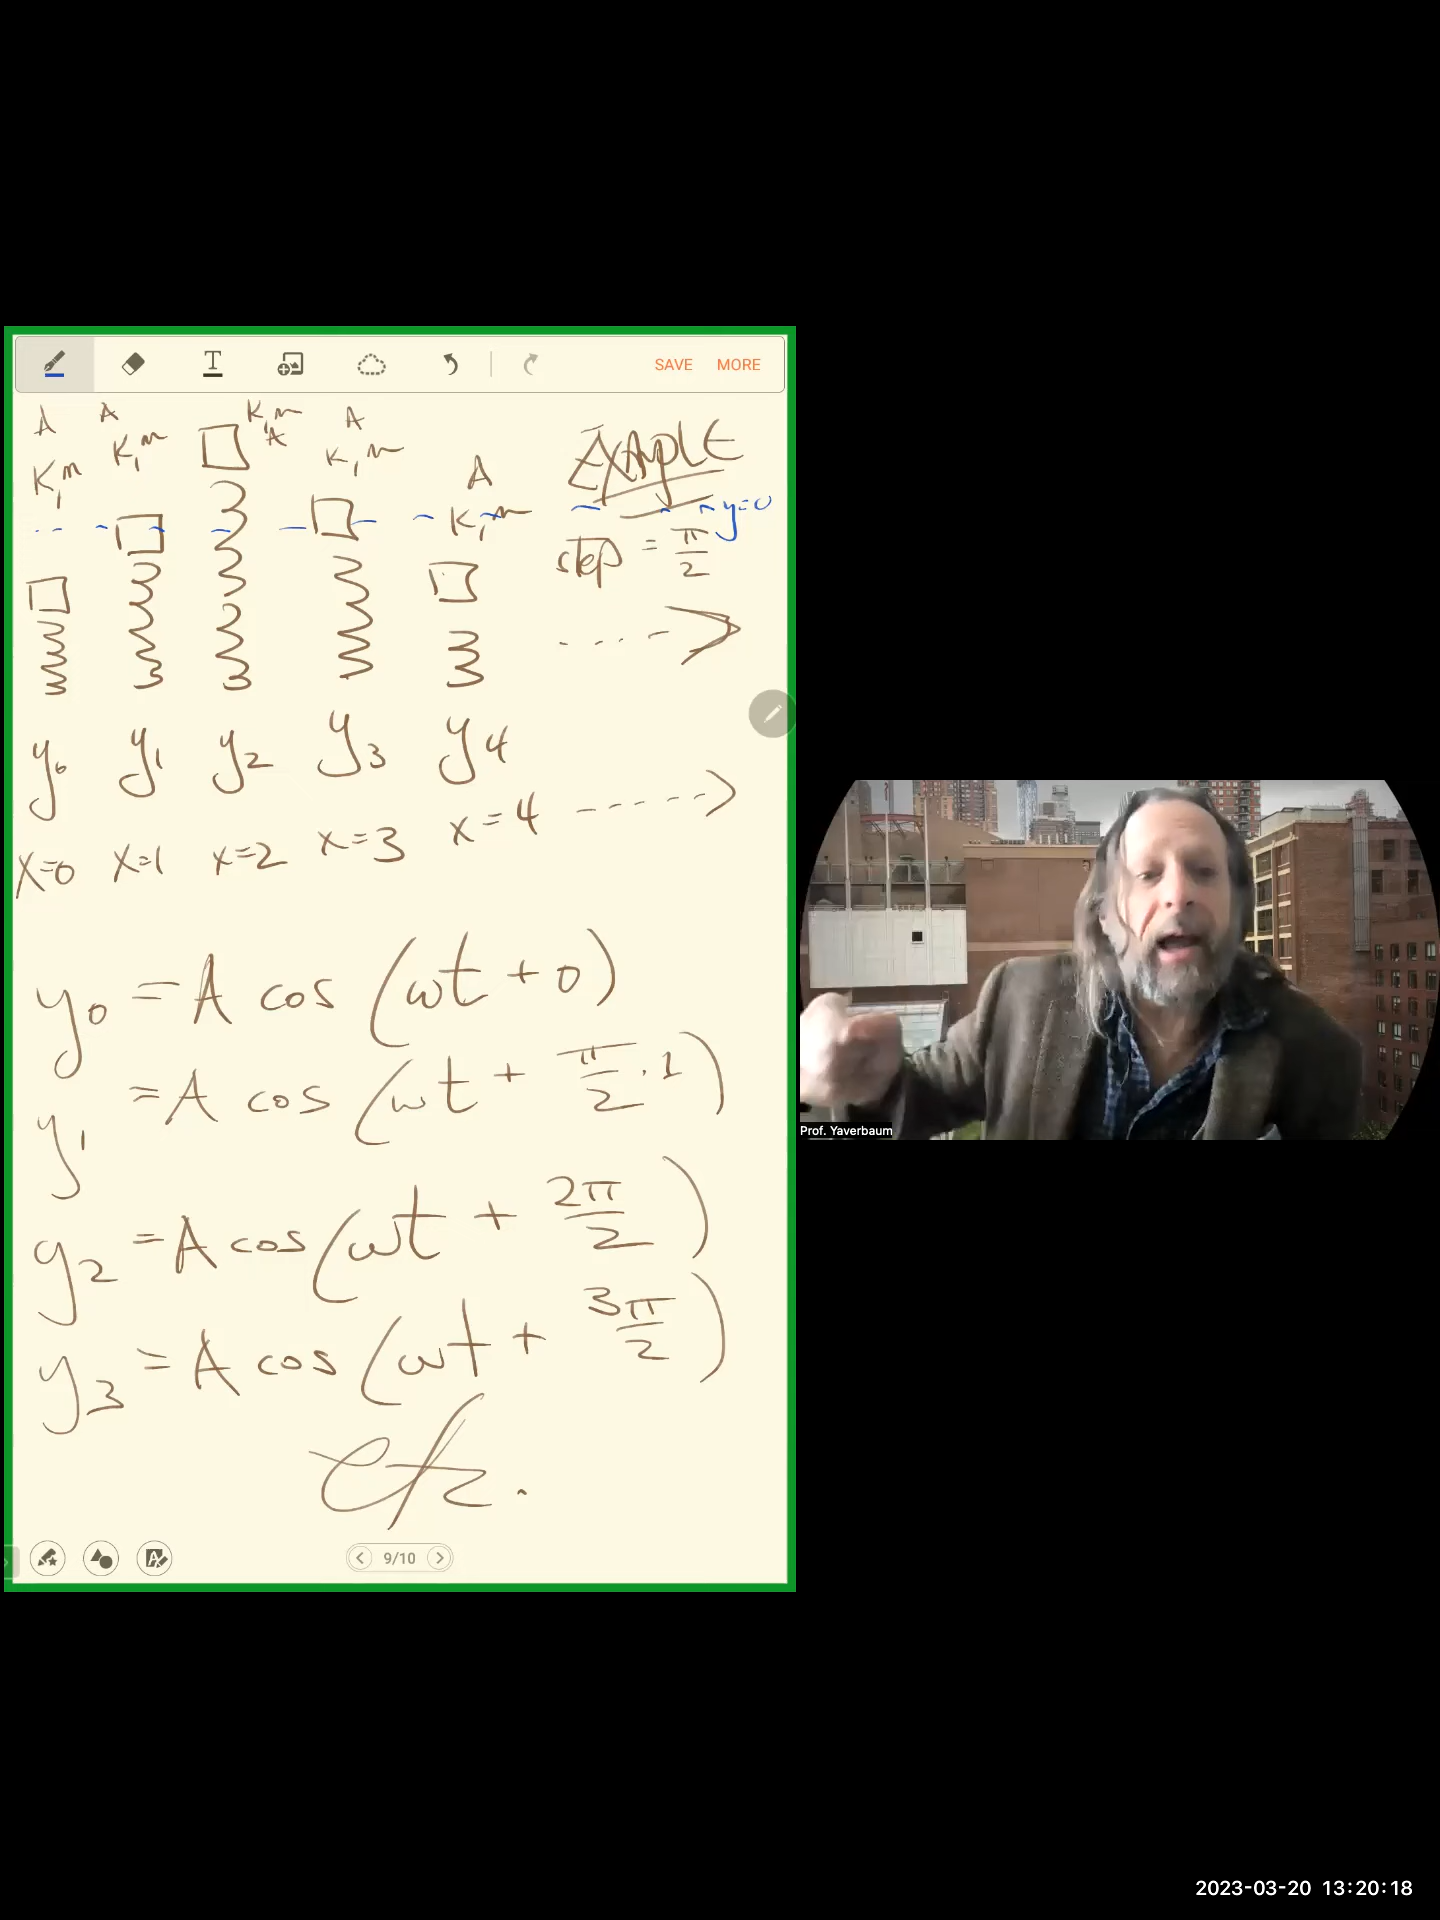 SAVE MORE
A A K,m A
K,m K,m A K,m A
K,m
EXAPLE
y=0
step = π/2
y0 y1 y2 y3 y4
x=0 x=1 x=2 x=3 x=4
y0 = A cos (ωt + 0)
y1 = A cos (ωt + π/2 · 1)
y2 = A cos (ωt + 2π/2)
y3 = A cos (ωt + 3π/2)
etc.
9/10
Prof. Yaverbaum
2023-03-20 13:20:18